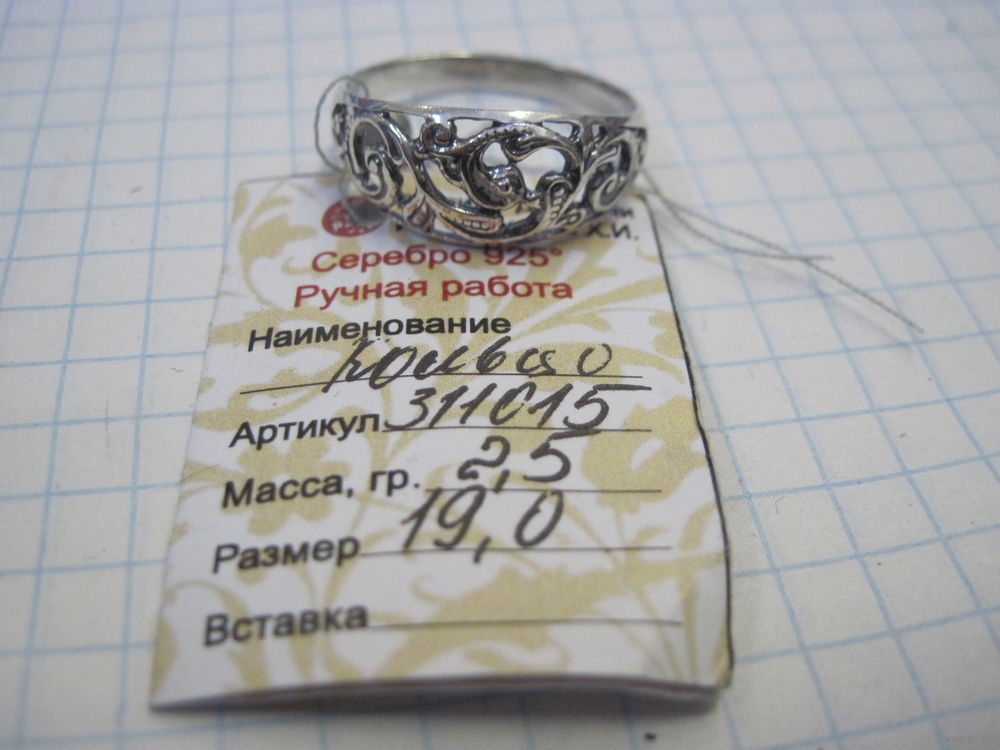 Х.И.
Серебро 925°
Ручная работа
Наименование
кольцо
Артикул 311015
Масса, гр. 2,5
Размер 19,0
Вставка